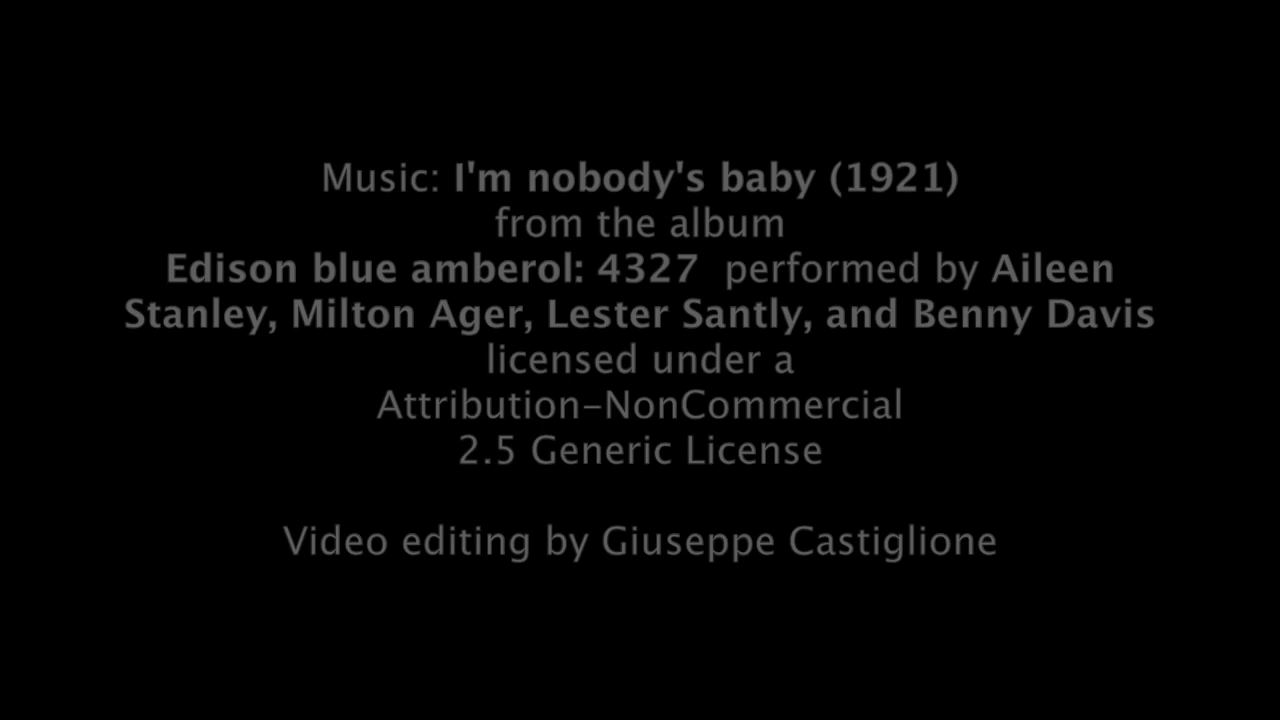 Music: I'm nobody's baby (1921)
from the album
Edison blue amberol: 4327 performed by Aileen
Stanley, Milton Ager, Lester Santly, and Benny Davis
licensed under a
Attribution-NonCommercial
2.5 Generic License
Video editing by Giuseppe Castiglione